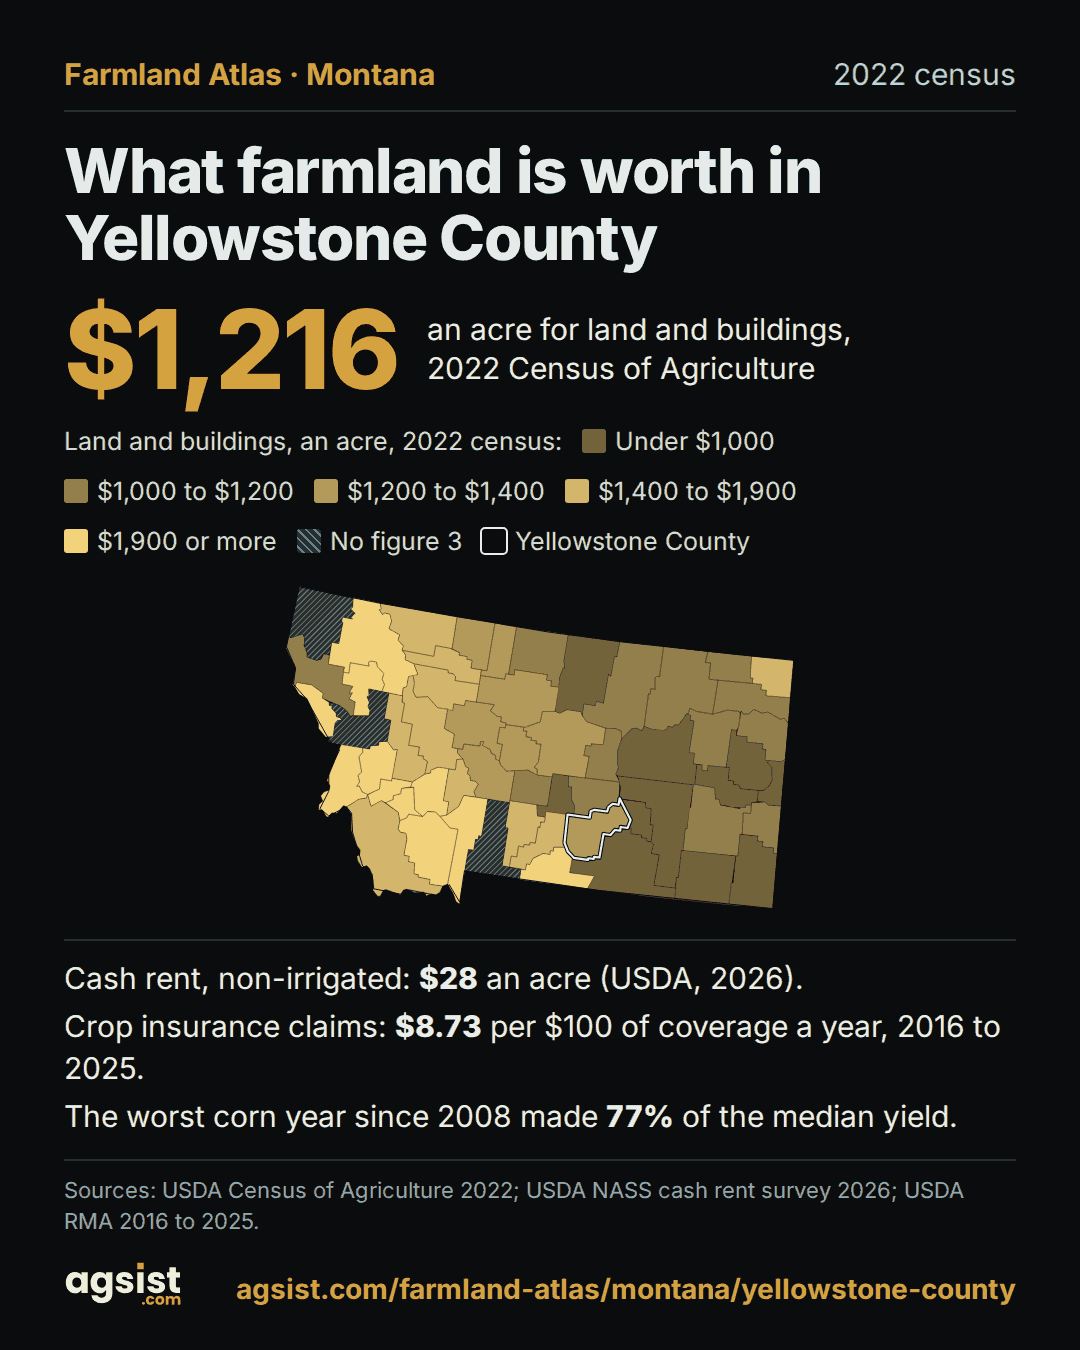 Farmland Atlas · Montana
2022 census
What farmland is worth in
Yellowstone County
$1,216
an acre for land and buildings,
2022 Census of Agriculture
Land and buildings, an acre, 2022 census: Under $1,000
$1,000 to $1,200 $1,200 to $1,400 $1,400 to $1,900
$1,900 or more No figure 3 Yellowstone County
Cash rent, non-irrigated: $28 an acre (USDA, 2026).
Crop insurance claims: $8.73 per $100 of coverage a year, 2016 to
2025.
The worst corn year since 2008 made 77% of the median yield.
Sources: USDA Census of Agriculture 2022; USDA NASS cash rent survey 2026; USDA
RMA 2016 to 2025.
agsist
.com
agsist.com/farmland-atlas/montana/yellowstone-county